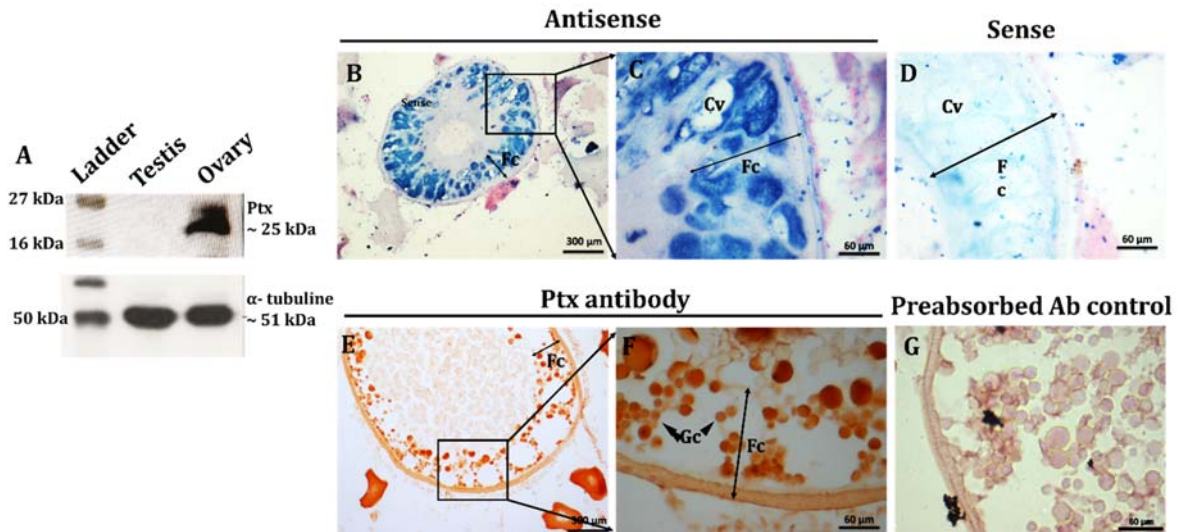 Antisense
Sense
A
Ladder
Testis
Ovary
27 kDa
16 kDa
Ptx
~ 25 kDa
50 kDa
α- tubuline
~ 51 kDa
B
Sense
Fc
300 µm
C
Cv
Fc
60 µm
D
Cv
F
c
60 µm
Ptx antibody
Preabsorbed Ab control
E
Fc
300 µm
F
Gc
Fc
60 µm
G
60 µm